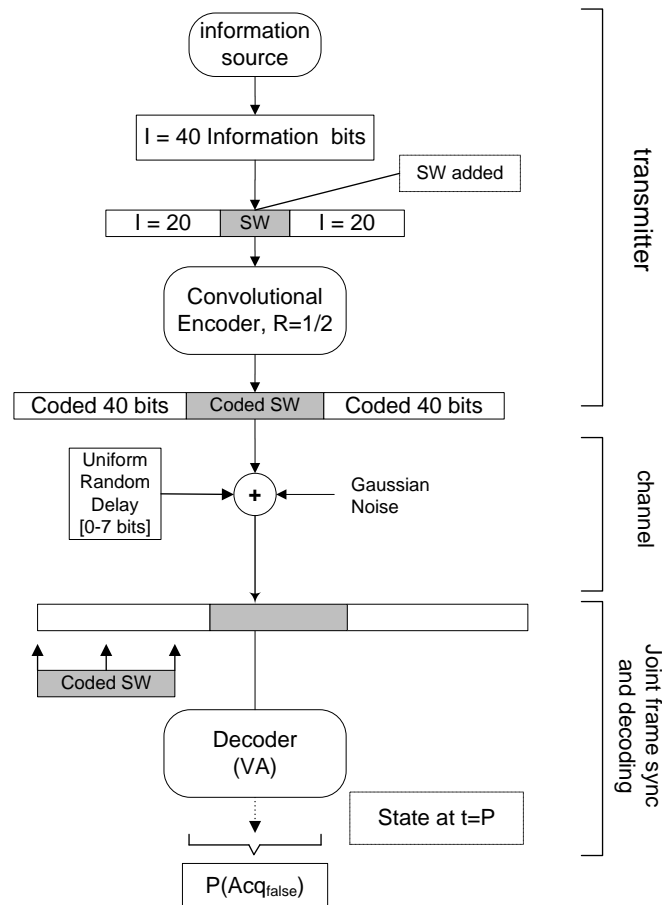 information
source
I = 40 Information bits
SW added
I = 20
SW
I = 20
Convolutional
Encoder, R=1/2
transmitter
Coded 40 bits
Coded SW
Coded 40 bits
Uniform
Random
Delay
[0-7 bits]
+
Gaussian
Noise
channel
Coded SW
Decoder
(VA)
State at t=P
P(Acq_false)
Joint frame sync
and decoding